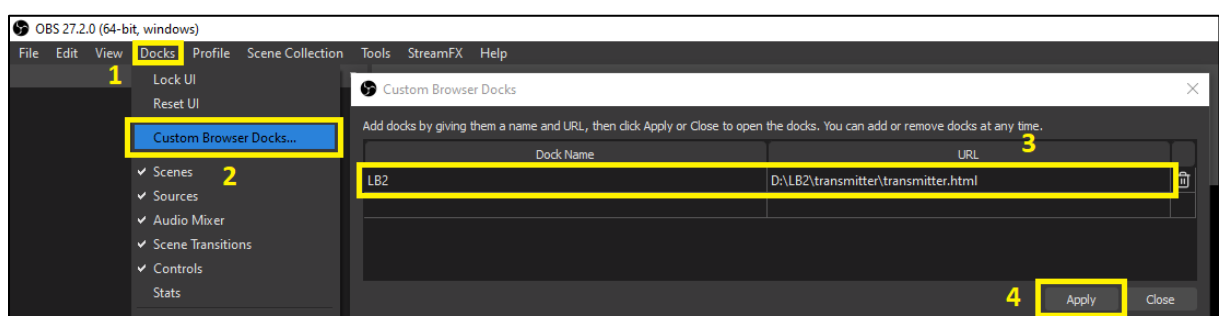 OBS 27.2.0 (64-bit, windows)
File Edit View Docks Profile Scene Collection Tools StreamFX Help
1
Lock UI
Reset UI
Custom Browser Docks...
2
Scenes
Sources
Audio Mixer
Scene Transitions
Controls
Stats
Custom Browser Docks
Add docks by giving them a name and URL, then click Apply or Close to open the docks. You can add or remove docks at any time.
3
Dock Name URL
LB2 D:\LB2\transmitter\transmitter.html
4
Apply Close